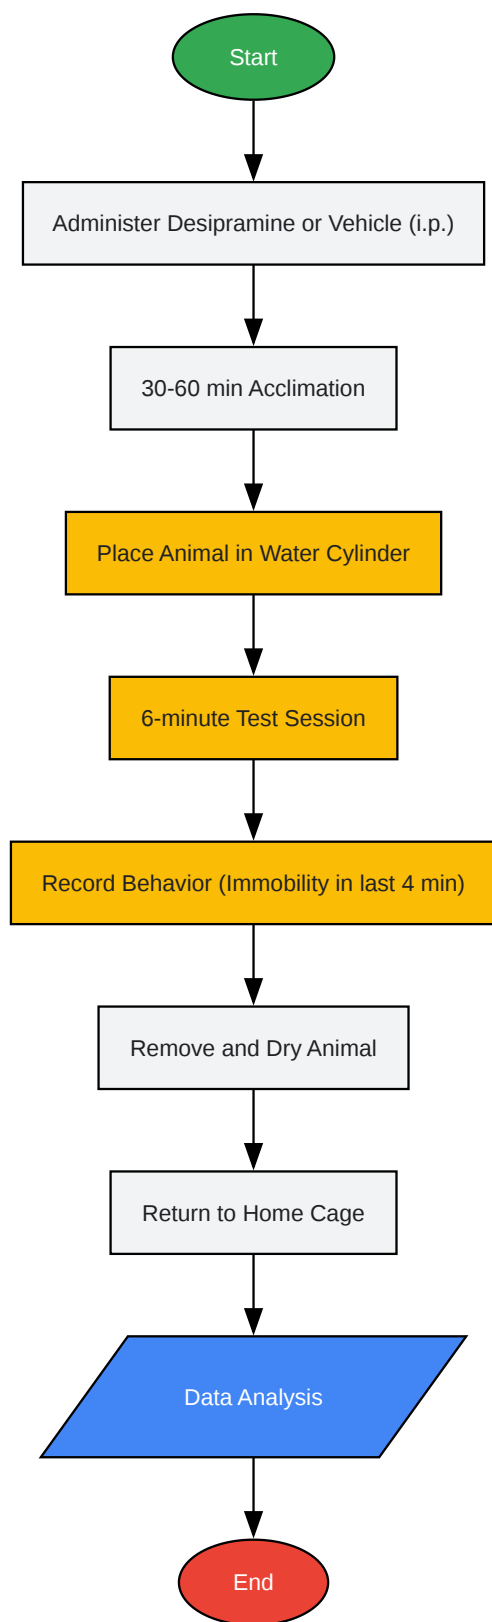 Start
Administer Desipramine or Vehicle (i.p.)
30-60 min Acclimation
Place Animal in Water Cylinder
6-minute Test Session
Record Behavior (Immobility in last 4 min)
Remove and Dry Animal
Return to Home Cage
Data Analysis
End